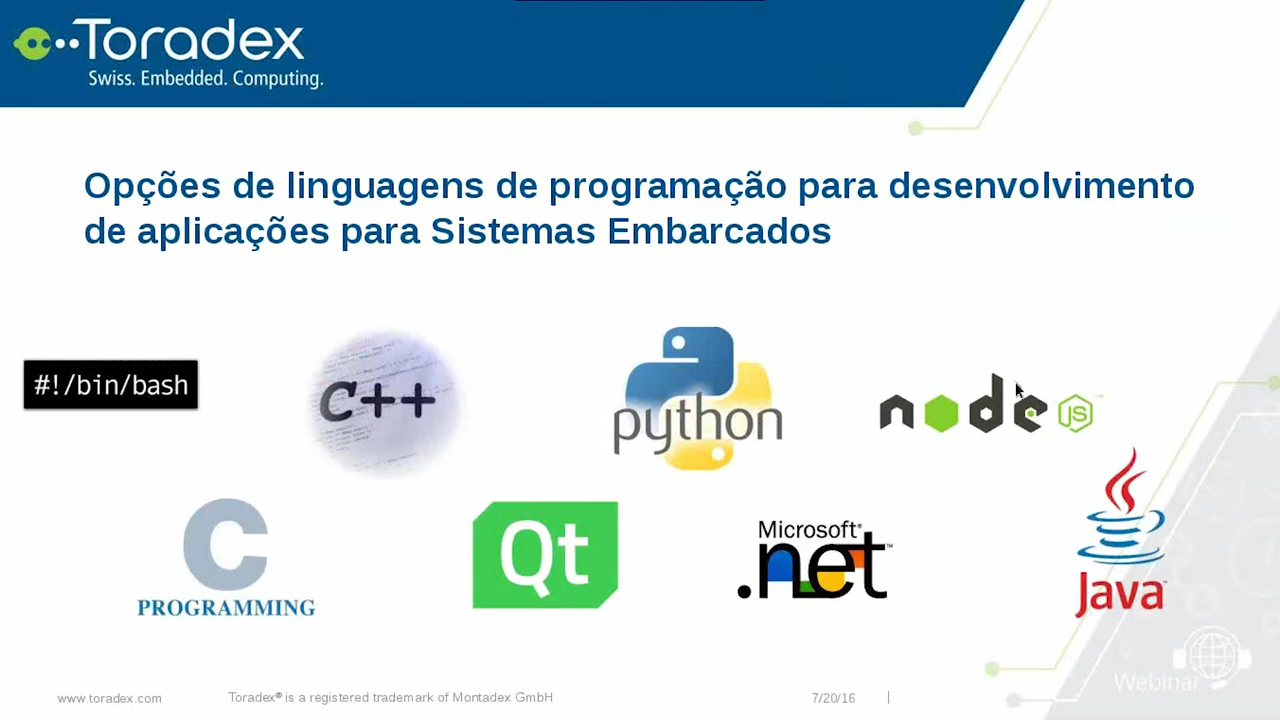 Toradex
Swiss. Embedded. Computing.
Opções de linguagens de programação para desenvolvimento
de aplicações para Sistemas Embarcados
#!/bin/bash
C++
python
node JS
C
PROGRAMMING
Qt
Microsoft®
.net™
Java™
Webinar
www.toradex.com
Toradex® is a registered trademark of Montadex GmbH
7/20/16